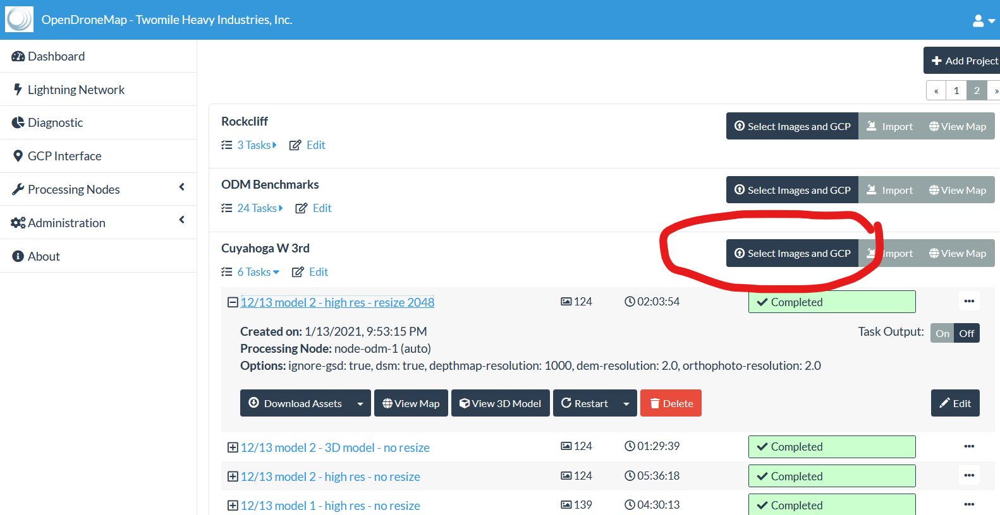 OpenDroneMap - Twomile Heavy Industries, Inc.
Dashboard
Lightning Network
Diagnostic
GCP Interface
Processing Nodes
Administration
About
Add Project
« 1 2 »
Rockcliff
Select Images and GCP Import View Map
3 Tasks Edit
ODM Benchmarks
Select Images and GCP Import View Map
24 Tasks Edit
Cuyahoga W 3rd
Select Images and GCP Import View Map
6 Tasks Edit
12/13 model 2 - high res - resize 2048 124 02:03:54 Completed
Created on: 1/13/2021, 9:53:15 PM
Task Output: On Off
Processing Node: node-odm-1 (auto)
Options: ignore-gsd: true, dsm: true, depthmap-resolution: 1000, dem-resolution: 2.0, orthophoto-resolution: 2.0
Download Assets View Map View 3D Model Restart Delete Edit
12/13 model 2 - 3D model - no resize 124 01:29:39 Completed
12/13 model 2 - high res - no resize 124 05:36:18 Completed
12/13 model 1 - high res - no resize 139 04:30:13 Completed